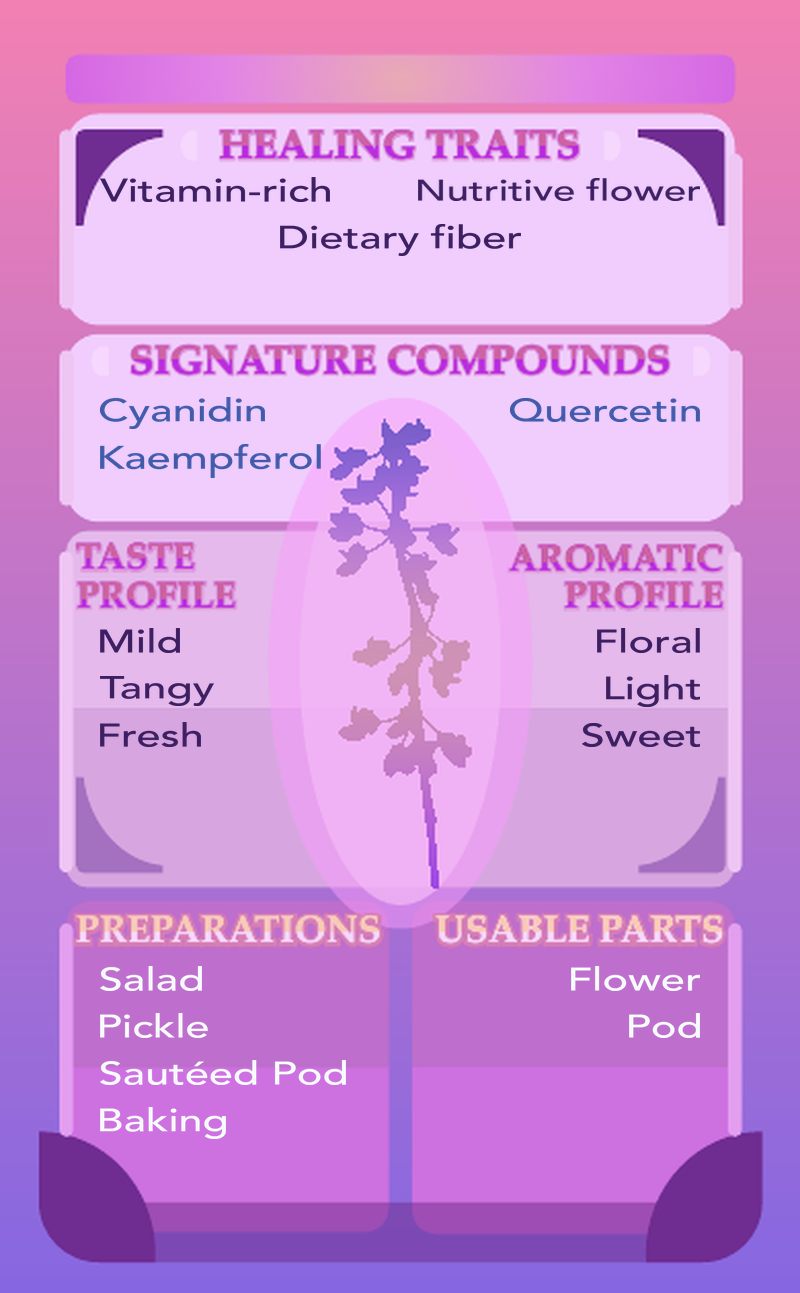 HEALING TRAITS
Vitamin-rich Nutritive flower
Dietary fiber
SIGNATURE COMPOUNDS
Cyanidin Quercetin
Kaempferol
TASTE
PROFILE
Mild
Tangy
Fresh
AROMATIC
PROFILE
Floral
Light
Sweet
PREPARATIONS
Salad
Pickle
Sautéed Pod
Baking
USABLE PARTS
Flower
Pod